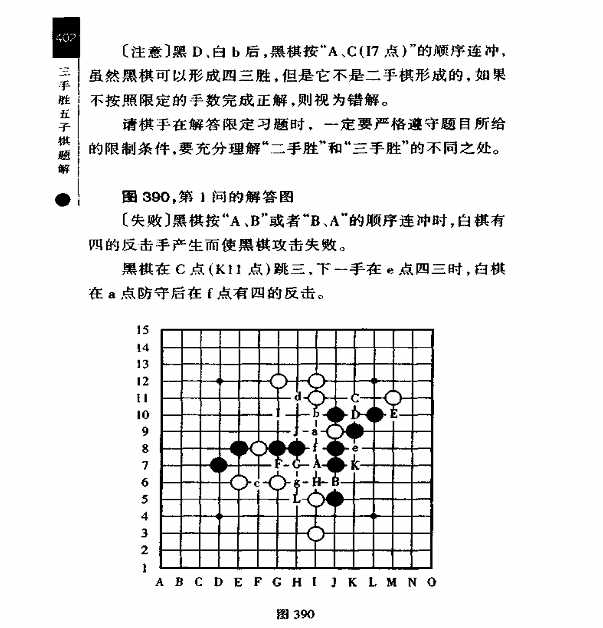 三手胜五子棋题解
〔注意〕黑 D、白 b 后,黑棋按“A、C(I7 点)”的顺序连冲,
虽然黑棋可以形成四三胜,但是它不是二手棋形成的,如果
不按照限定的手数完成正解,则视为错解。
请棋手在解答限定习题时,一定要严格遵守题目所给
的限制条件,要充分理解“二手胜”和“三手胜”的不同之处。
图 390,第 1 问的解答图
〔失败〕黑棋按“A、B”或者“B、A”的顺序连冲时,白棋有
四的反击手产生而使黑棋攻击失败。
黑棋在 C 点(K11 点)跳三,下一手在 e 点四三时,白棋
在 a 点防守后在 f 点有四的反击。
15
14
13
12
11 d C
10 I b D E
9 J a
8 f e
7 F G A K
6 c g H B
5 L
4
3
2
1
A B C D E F G H I J K L M N O
图 390